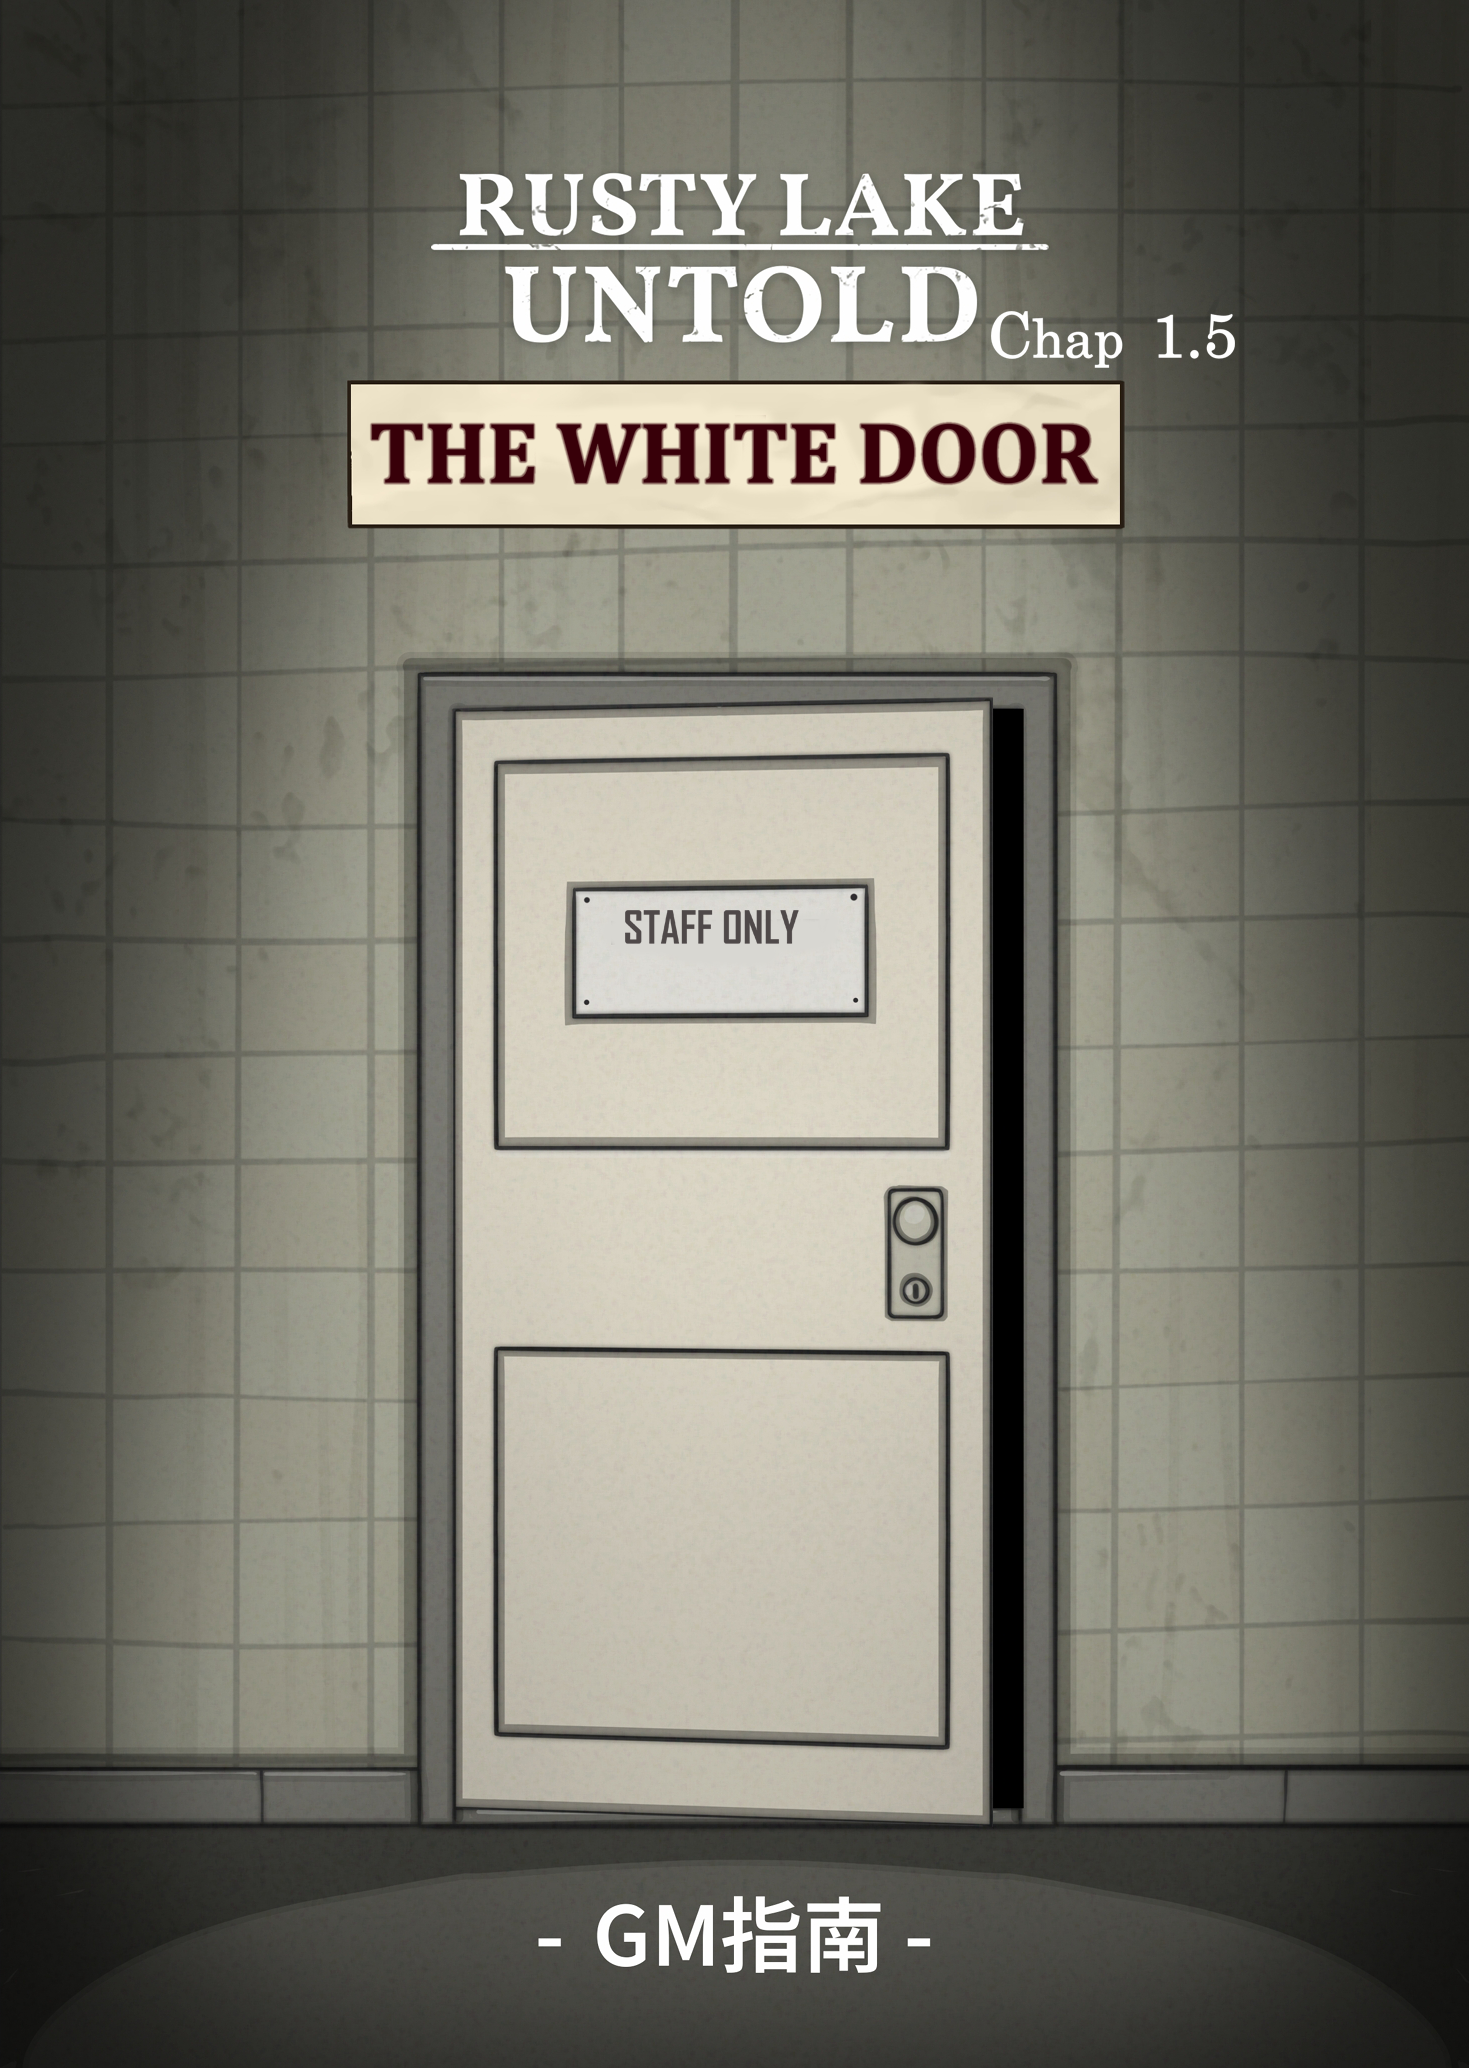 RUSTY LAKE
UNTOLD Chap 1.5
THE WHITE DOOR
STAFF ONLY
- GM指南 -